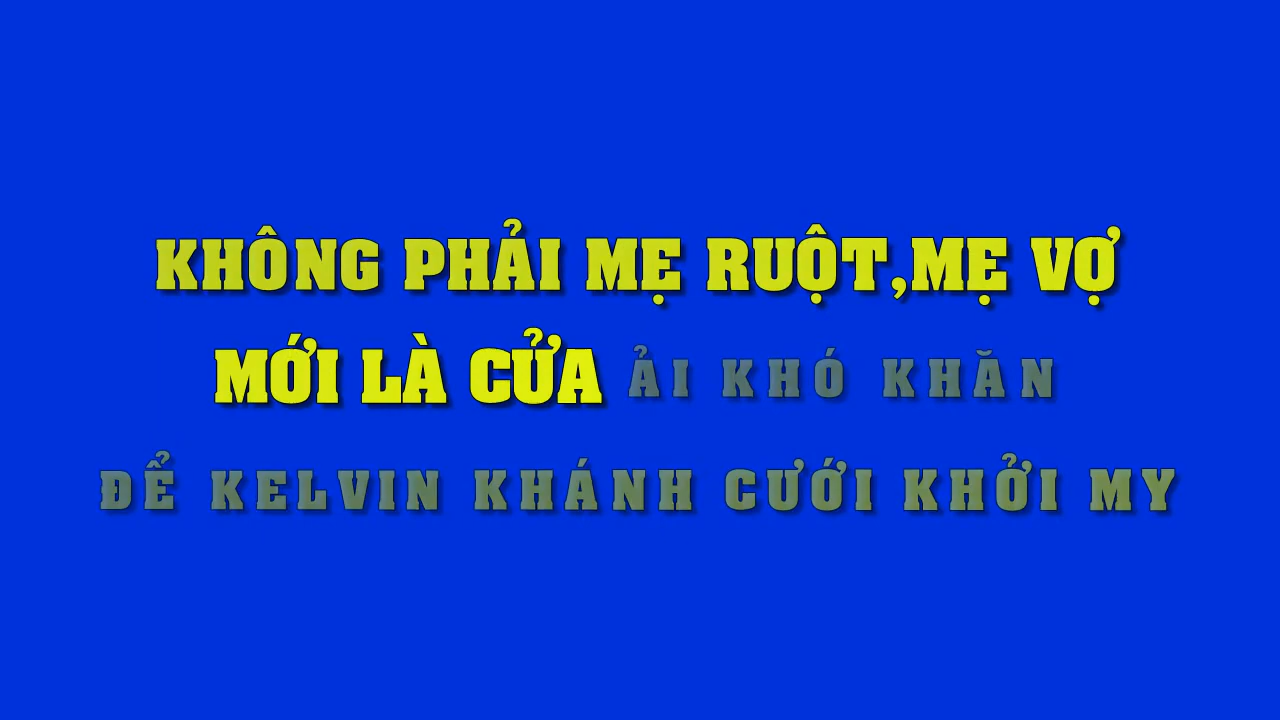 KHÔNG PHẢI MẸ RUỘT,MẸ VỢ
MỚI LÀ CỬA ẢI KHÓ KHĂN
ĐỂ KELVIN KHÁNH CƯỚI KHỞI MY